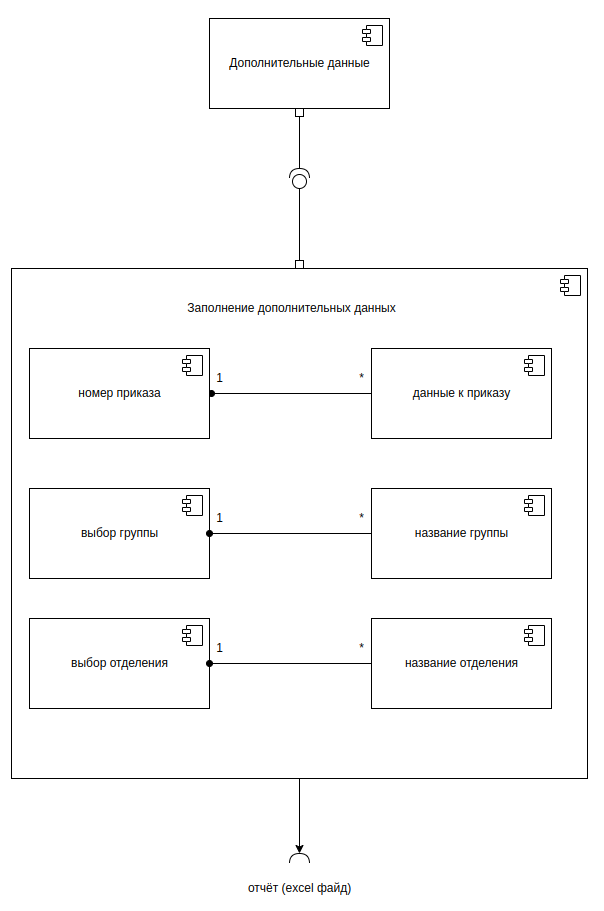 Дополнительные данные
Заполнение дополнительных данных
номер приказа
1
*
данные к приказу
выбор группы
1
*
название группы
выбор отделения
1
*
название отделения
отчёт (excel файд)